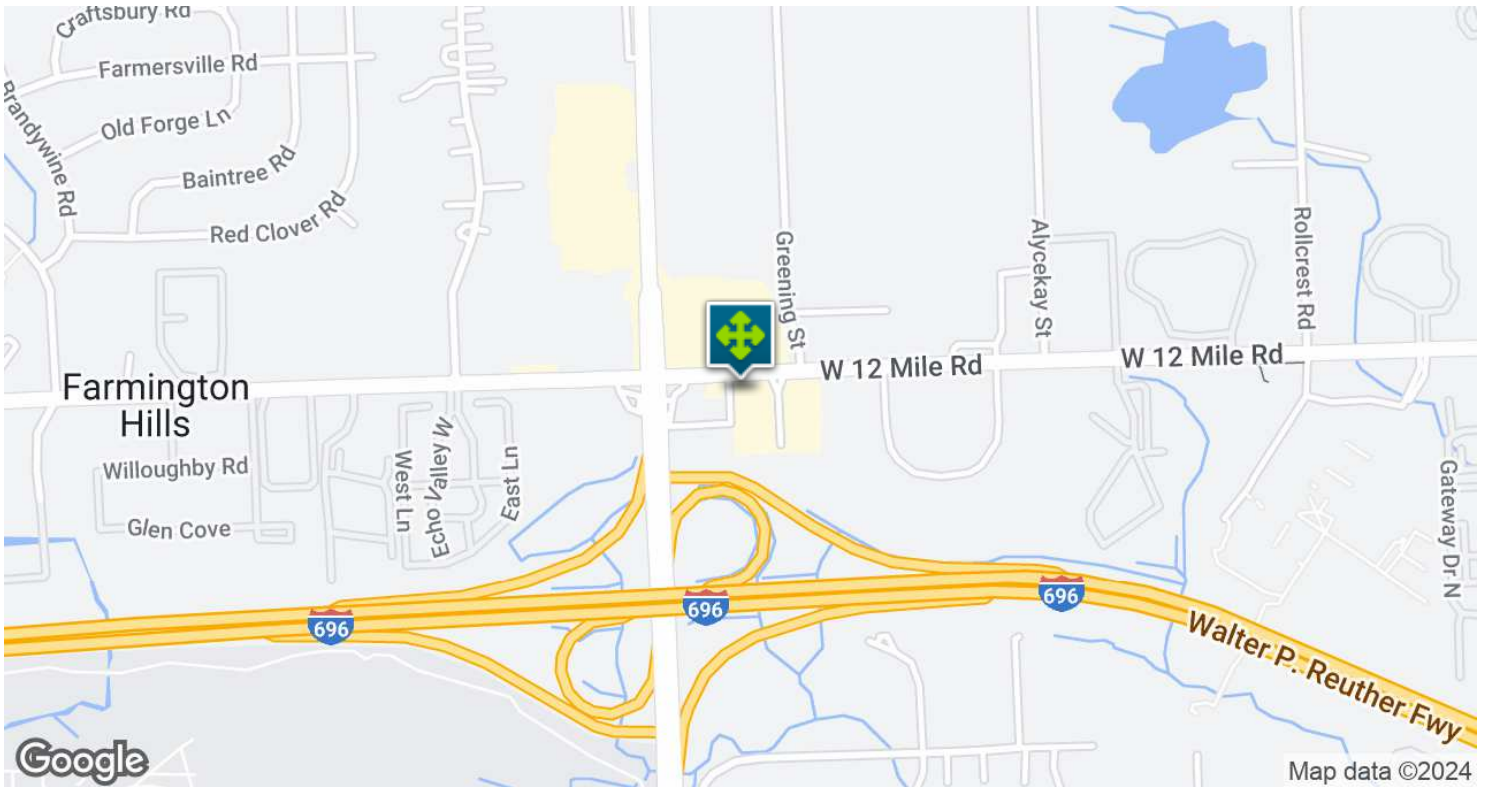 Craftsbury Rd
Farmersville Rd
Old Forge Ln
Brandywine Rd
Baintree Rd
Red Clover Rd
Greening St
Alycekay St
Rollcrest Rd
W 12 Mile Rd
W 12 Mile Rd
Farmington
Hills
Willoughby Rd
Glen Cove
West Ln
Echo Valley W
East Ln
Gateway Dr N
696
696
696
Walter P. Reuther Fwy
Google
Map data ©2024